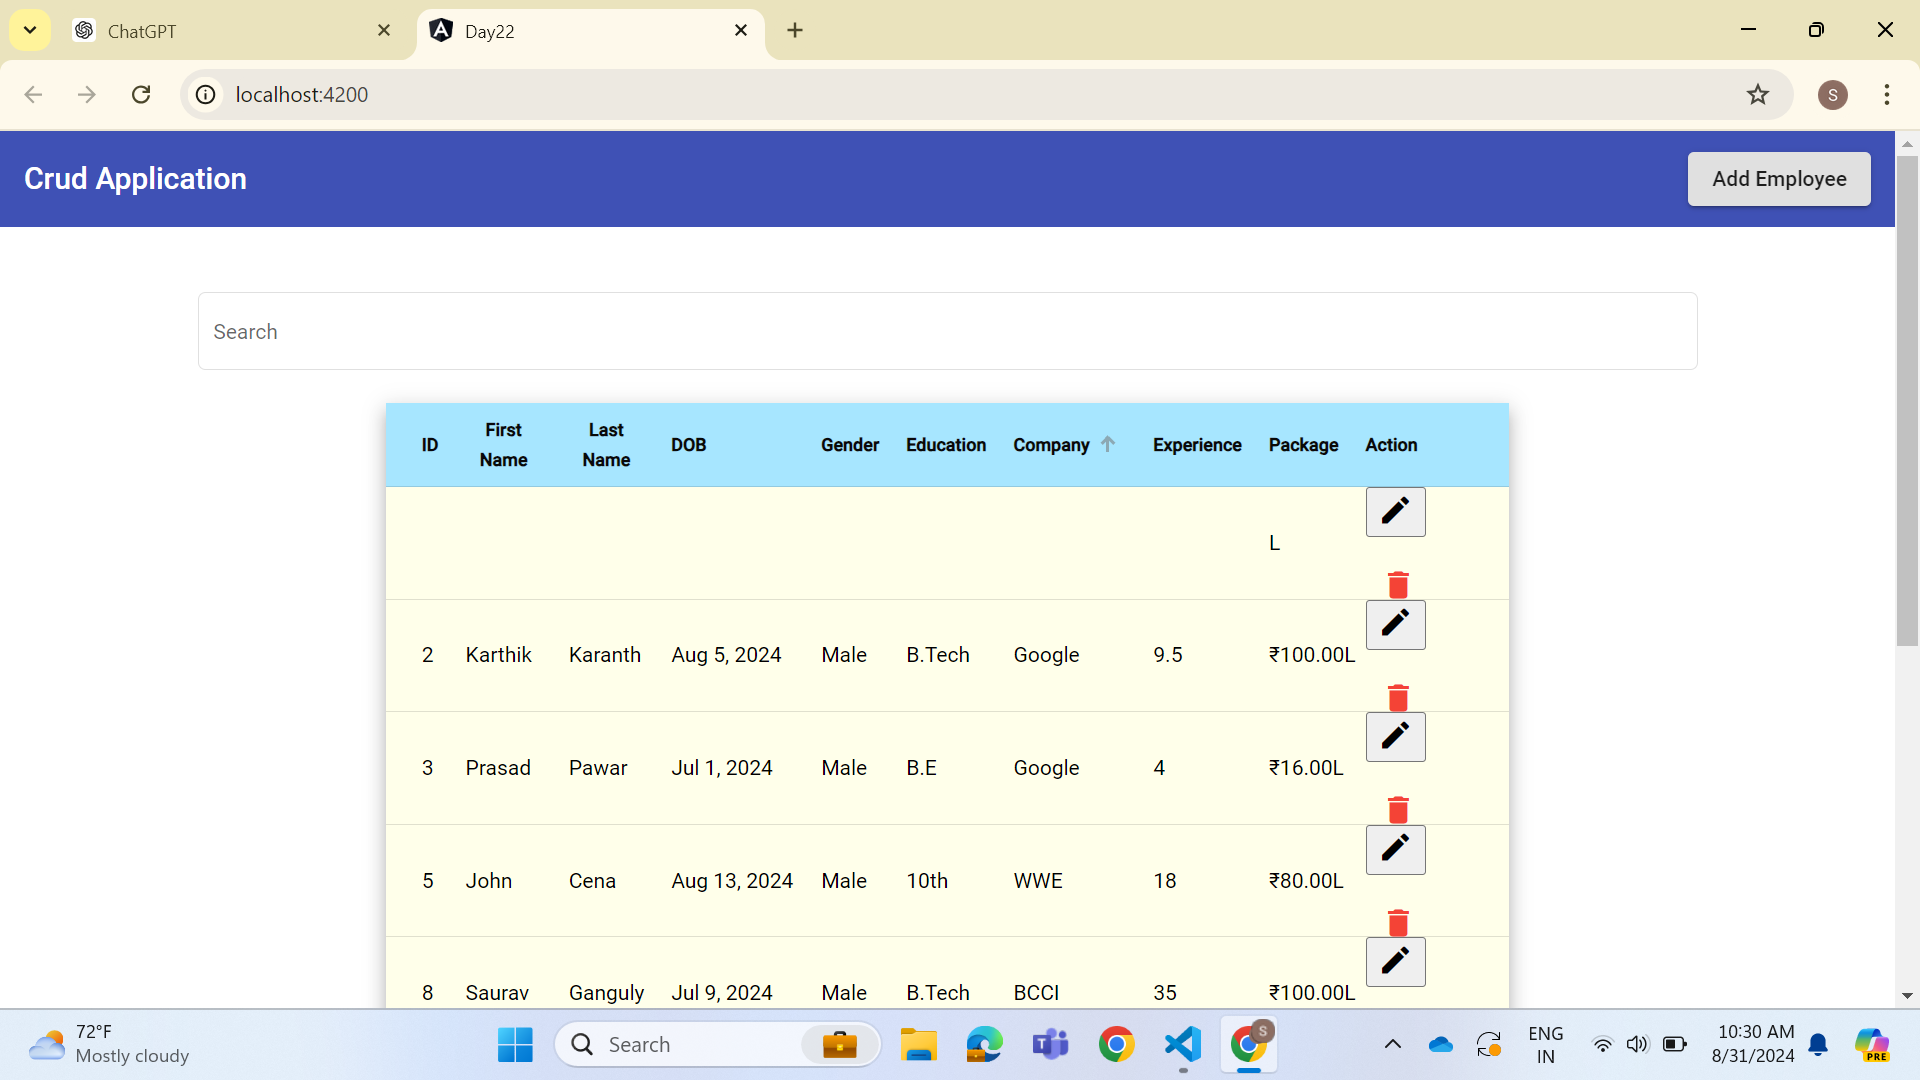 ChatGPT
Day22
localhost:4200
S
Crud Application
Add Employee
Search
ID First Name Last Name DOB Gender Education Company Experience Package Action
L
2 Karthik Karanth Aug 5, 2024 Male B.Tech Google 9.5 ₹100.00L
3 Prasad Pawar Jul 1, 2024 Male B.E Google 4 ₹16.00L
5 John Cena Aug 13, 2024 Male 10th WWE 18 ₹80.00L
8 Saurav Ganguly Jul 9, 2024 Male B.Tech BCCI 35 ₹100.00L
72°F
Mostly cloudy
Search
S
ENG
IN
10:30 AM
8/31/2024
PRE